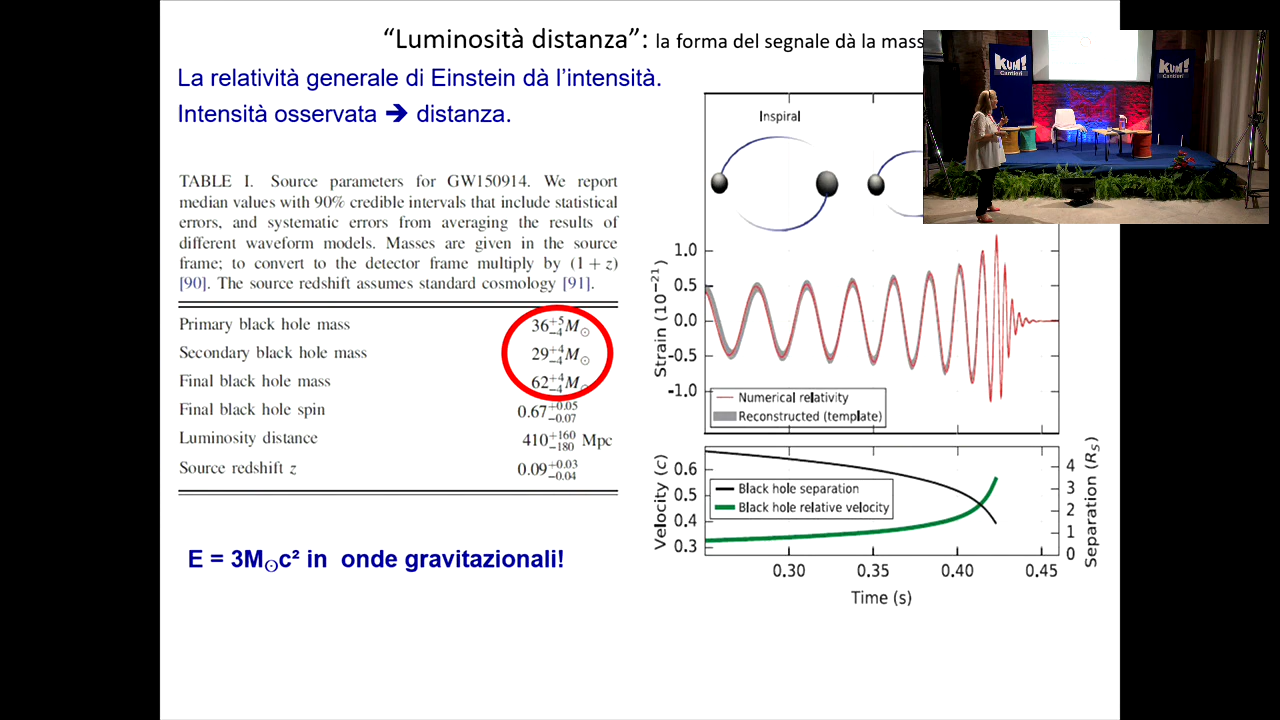 “Luminosità distanza”: la forma del segnale dà la mass
La relatività generale di Einstein dà l’intensità.
Intensità osservata ➔ distanza.
TABLE I. Source parameters for GW150914. We report
median values with 90% credible intervals that include statistical
errors, and systematic errors from averaging the results of
different waveform models. Masses are given in the source
frame; to convert to the detector frame multiply by (1 + z)
[90]. The source redshift assumes standard cosmology [91].
Primary black hole mass 36+5−4 M⊙
Secondary black hole mass 29+4−4 M⊙
Final black hole mass 62+4−4 M⊙
Final black hole spin 0.67+0.05−0.07
Luminosity distance 410+160−180 Mpc
Source redshift z 0.09+0.03−0.04
E = 3M⊙c² in onde gravitazionali!
KUM!
Cantieri
KUM!
Cantieri
Inspiral
Strain (10−21)
1.0
0.5
0.0
-0.5
-1.0
Numerical relativity
Reconstructed (template)
Velocity (c)
0.6
0.5
0.4
0.3
Black hole separation
Black hole relative velocity
4
3
2
1
0
Separation (RS)
0.30 0.35 0.40 0.45
Time (s)